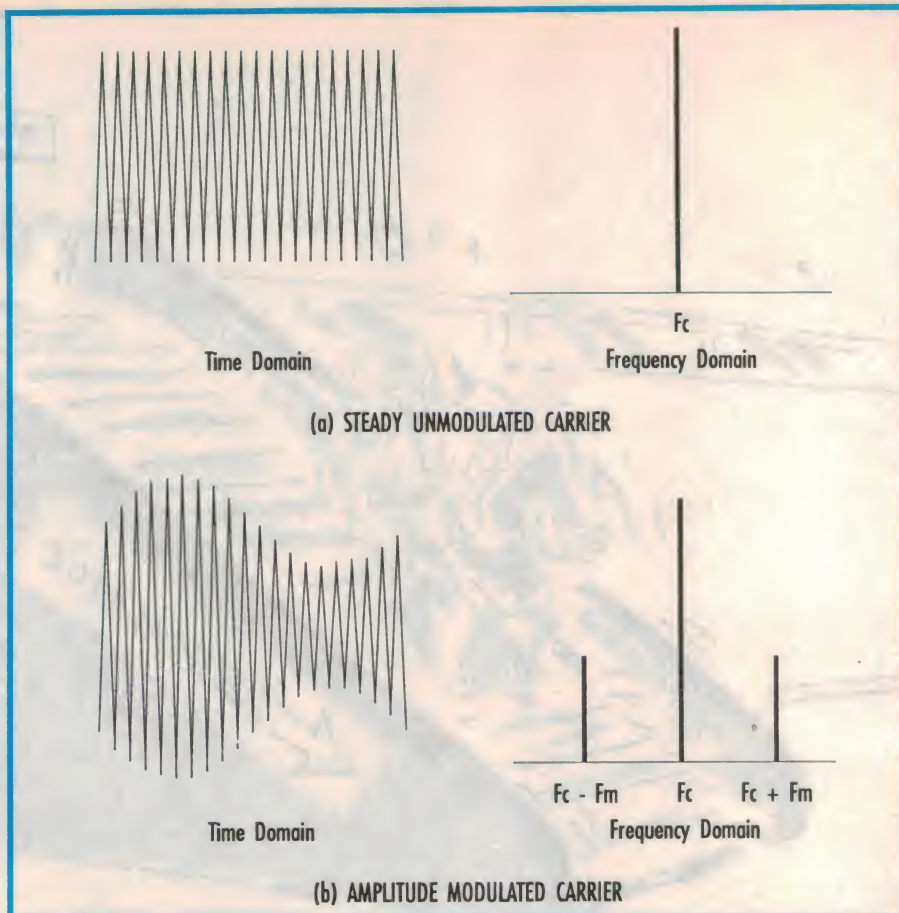 Fc
Time Domain Frequency Domain
(a) STEADY UNMODULATED CARRIER
Fc - Fm Fc Fc + Fm
Time Domain Frequency Domain
(b) AMPLITUDE MODULATED CARRIER